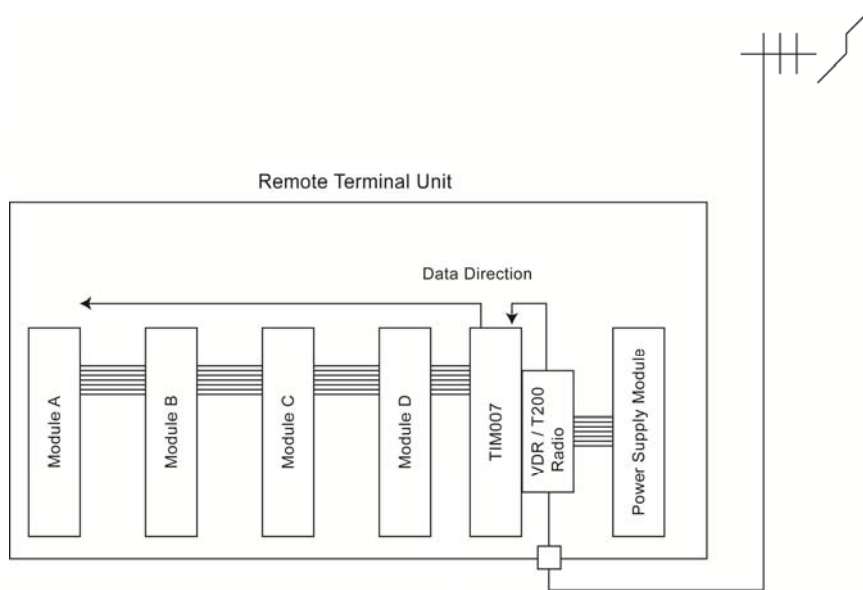 Remote Terminal Unit
Data Direction
Module A
Module B
Module C
Module D
TIM007
VDR / T200
Radio
Power Supply Module